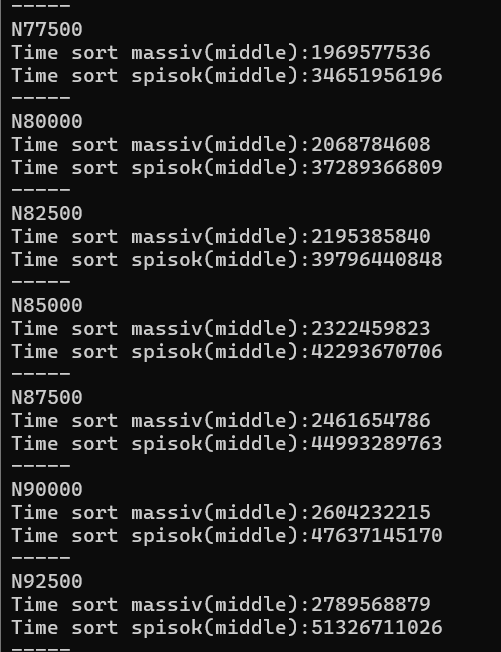 -----
N77500
Time sort massiv(middle):1969577536
Time sort spisok(middle):34651956196
-----
N80000
Time sort massiv(middle):2068784608
Time sort spisok(middle):37289366809
-----
N82500
Time sort massiv(middle):2195385840
Time sort spisok(middle):39796440848
-----
N85000
Time sort massiv(middle):2322459823
Time sort spisok(middle):42293670706
-----
N87500
Time sort massiv(middle):2461654786
Time sort spisok(middle):44993289763
-----
N90000
Time sort massiv(middle):2604232215
Time sort spisok(middle):47637145170
-----
N92500
Time sort massiv(middle):2789568879
Time sort spisok(middle):51326711026
-----